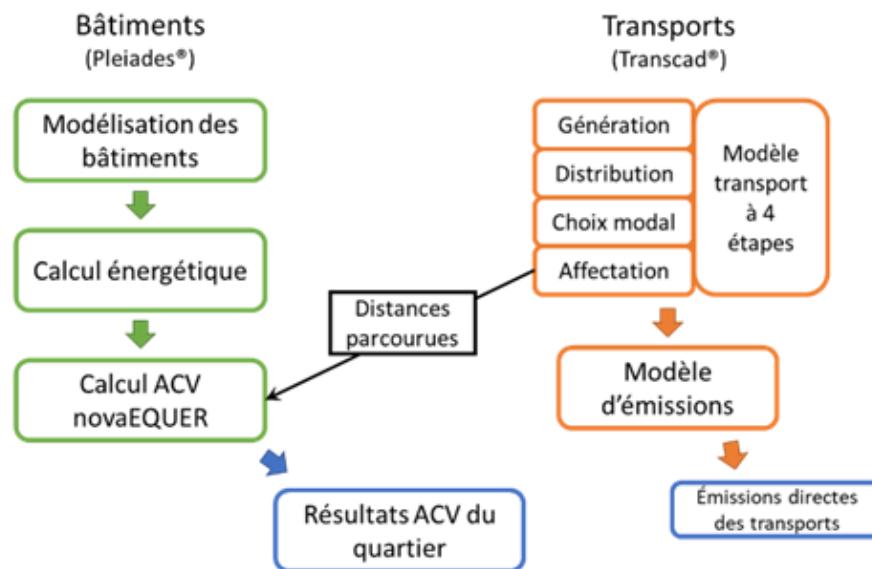 Bâtiments
(Pleiades®)
Modélisation des
bâtiments
Calcul énergétique
Calcul ACV
novaEQUER
Distances
parcourues
Résultats ACV du
quartier
Transports
(Transcad®)
Génération
Distribution
Choix modal
Affectation
Modèle
transport
à 4
étapes
Modèle
d'émissions
Émissions directes
des transports